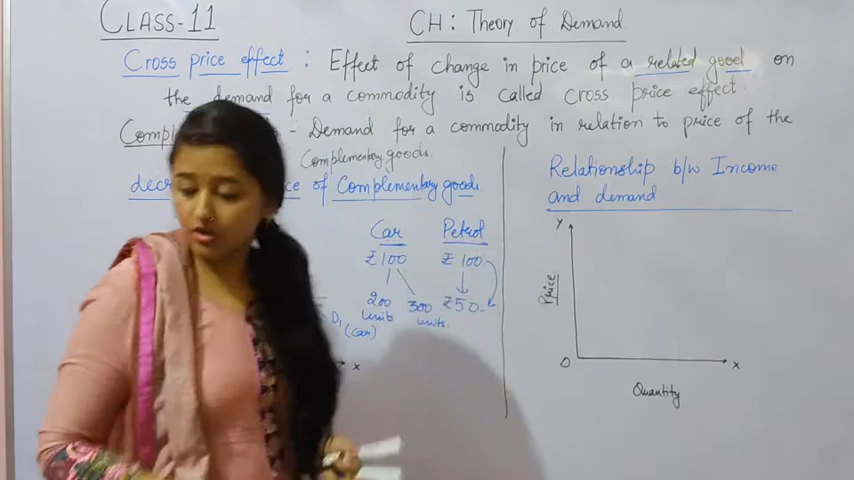 CLASS-11
CH: Theory of Demand
Cross price effect : Effect of change in price of a related good on
the demand for a commodity is called cross price effect.
- Demand for a commodity in relation to price of the
Complementary goods
of Complementary goods.
Car Petrol
₹100 ₹100
200 units 300 units. ₹50
D1 (car)
x
Relationship b/w Income
and demand
Y
Price
O
x
Quantity